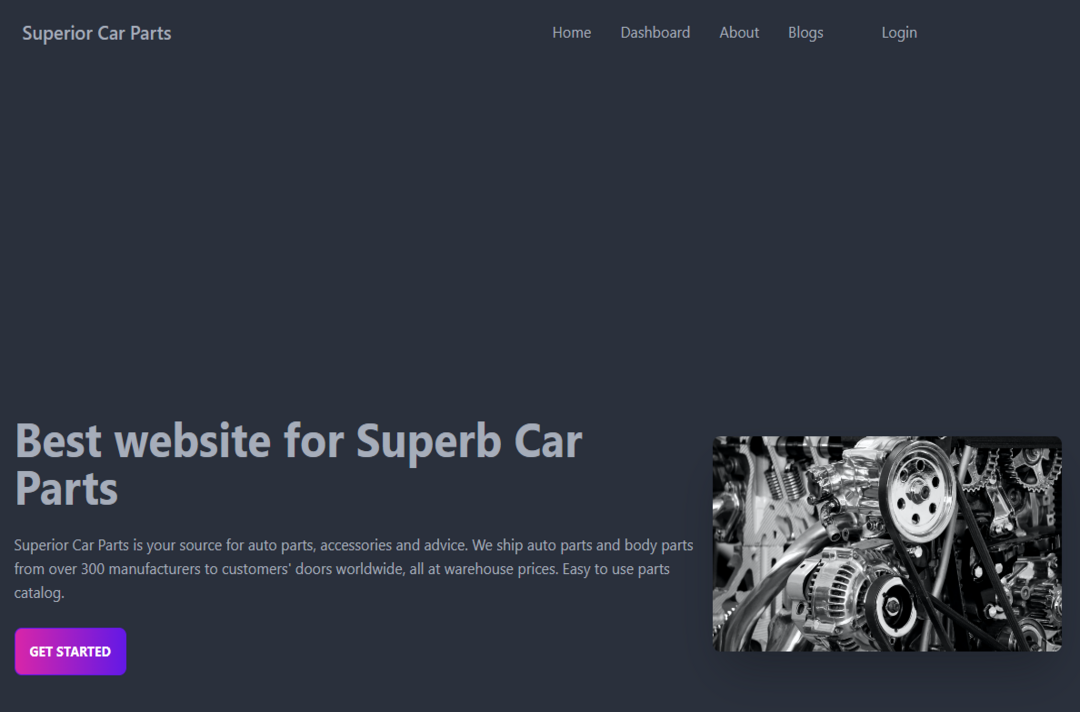 Superior Car Parts
Home Dashboard About Blogs Login
Best website for Superb Car
Parts
Superior Car Parts is your source for auto parts, accessories and advice. We ship auto parts and body parts
from over 300 manufacturers to customers' doors worldwide, all at warehouse prices. Easy to use parts
catalog.
GET STARTED